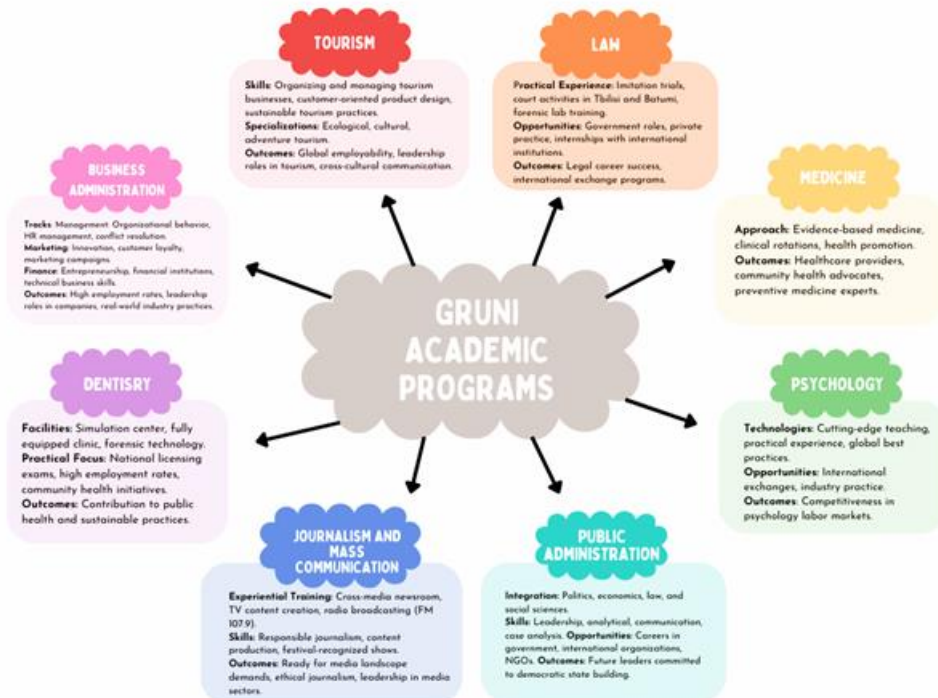 TOURISM
Skills: Organizing and managing tourism
businesses, customer-oriented product design,
sustainable tourism practices.
Specializations: Ecological, cultural,
adventure tourism.
Outcomes: Global employability, leadership
roles in tourism, cross-cultural communication.
LAW
Practical Experience: Imitation trials,
court activities in Tbilisi and Batumi,
forensic lab training.
Opportunities: Government roles, private
practice, internships with international
institutions.
Outcomes: Legal career success,
international exchange programs.
BUSINESS
ADMINISTRATION
Tracks: Management: Organizational behavior,
HR management, conflict resolution.
Marketing: Innovation, customer loyalty,
marketing campaigns.
Finance: Entrepreneurship, financial institutions,
technical business skills.
Outcomes: High employment rates, leadership
roles in companies, real-world industry practices.
MEDICINE
Approach: Evidence-based medicine,
clinical rotations, health promotion.
Outcomes: Healthcare providers,
community health advocates,
preventive medicine experts.
GRUNI
ACADEMIC
PROGRAMS
DENTISRY
Facilities: Simulation center, fully
equipped clinic, forensic technology.
Practical Focus: National licensing
exams, high employment rates,
community health initiatives.
Outcomes: Contribution to public
health and sustainable practices.
PSYCHOLOGY
Technologies: Cutting-edge teaching,
practical experience, global best
practices.
Opportunities: International
exchanges, industry practice.
Outcomes: Competitiveness in
psychology labor markets.
JOURNALISM AND
MASS
COMMUNICATION
Experiential Training: Cross-media newsroom,
TV content creation, radio broadcasting (FM
107.9).
Skills: Responsible journalism, content
production, festival-recognized shows.
Outcomes: Ready for media landscape
demands, ethical journalism, leadership in media
sectors.
PUBLIC
ADMINISTRATION
Integration: Politics, economics, law, and
social sciences.
Skills: Leadership, analytical, communication,
case analysis. Opportunities: Careers in
government, international organizations,
NGOs. Outcomes: Future leaders committed
to democratic state building.